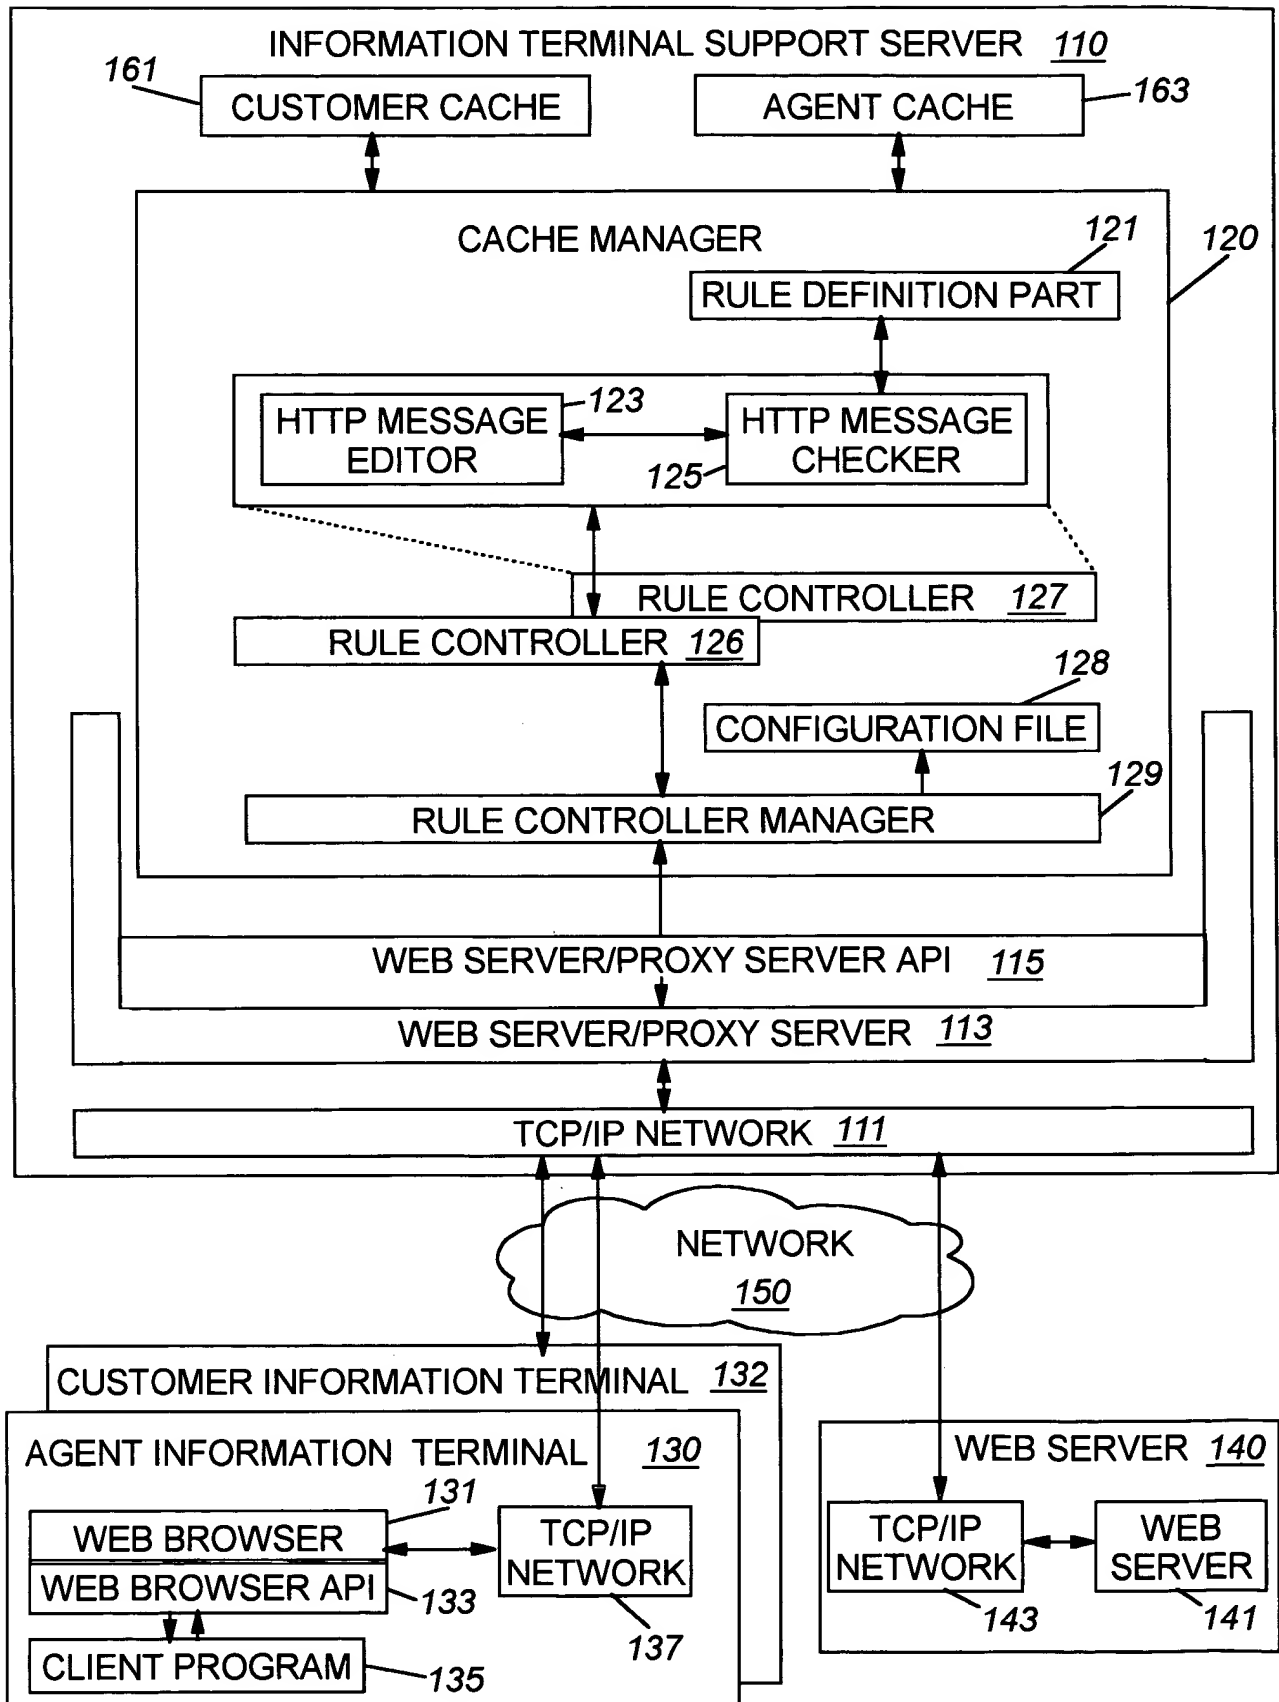 INFORMATION TERMINAL SUPPORT SERVER 110
161
CUSTOMER CACHE
AGENT CACHE
163
CACHE MANAGER
121
120
RULE DEFINITION PART
HTTP MESSAGE
EDITOR
123
HTTP MESSAGE
CHECKER
125
RULE CONTROLLER 127
RULE CONTROLLER 126
128
CONFIGURATION FILE
129
RULE CONTROLLER MANAGER
WEB SERVER/PROXY SERVER API 115
WEB SERVER/PROXY SERVER 113
TCP/IP NETWORK 111
NETWORK
150
CUSTOMER INFORMATION TERMINAL 132
AGENT INFORMATION TERMINAL 130
131
WEB BROWSER
WEB BROWSER API
133
CLIENT PROGRAM
135
TCP/IP
NETWORK
137
WEB SERVER 140
TCP/IP
NETWORK
143
WEB
SERVER
141